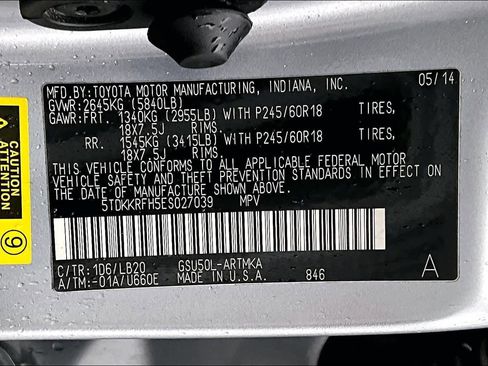 MFD.BY:TOYOTA MOTOR MANUFACTURING, INDIANA, INC. 05/14
GVWR:2645KG (5840LB)
GAWR:FRT. 1340KG (2955LB) WITH P245/60R18 TIRES,
18X7.5J RIMS.
RR. 1545KG (3415LB) WITH P245/60R18 TIRES,
18X7.5J RIMS.
THIS VEHICLE CONFORMS TO ALL APPLICABLE FEDERAL MOTOR
VEHICLE SAFETY AND THEFT PREVENTION STANDARDS IN EFFECT ON
THE DATE OF MANUFACTURE SHOWN ABOVE.
5TDKKRFH5ES027039 MPV
C/TR:1D6/LB20 GSU50L-ARTMKA
A/TM:-01A/U660E MADE IN U.S.A. 846 A
CAUTION
ATTENTION
9